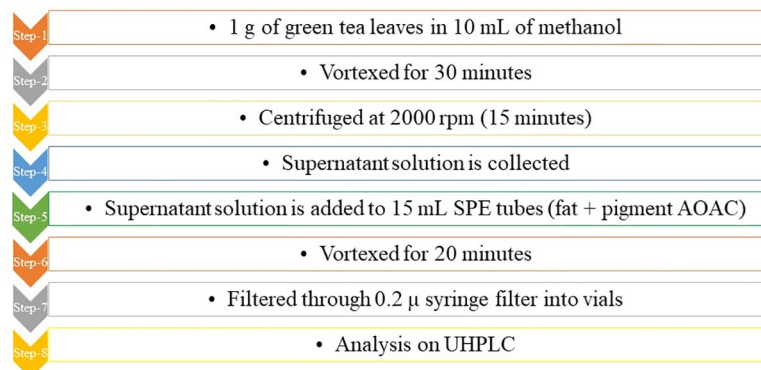 Step-1
• 1 g of green tea leaves in 10 mL of methanol
Step-2
• Vortexed for 30 minutes
Step-3
• Centrifuged at 2000 rpm (15 minutes)
Step-4
• Supernatant solution is collected
Step-5
• Supernatant solution is added to 15 mL SPE tubes (fat + pigment AOAC)
Step-6
• Vortexed for 20 minutes
Step-7
• Filtered through 0.2 µ syringe filter into vials
Step-8
• Analysis on UHPLC